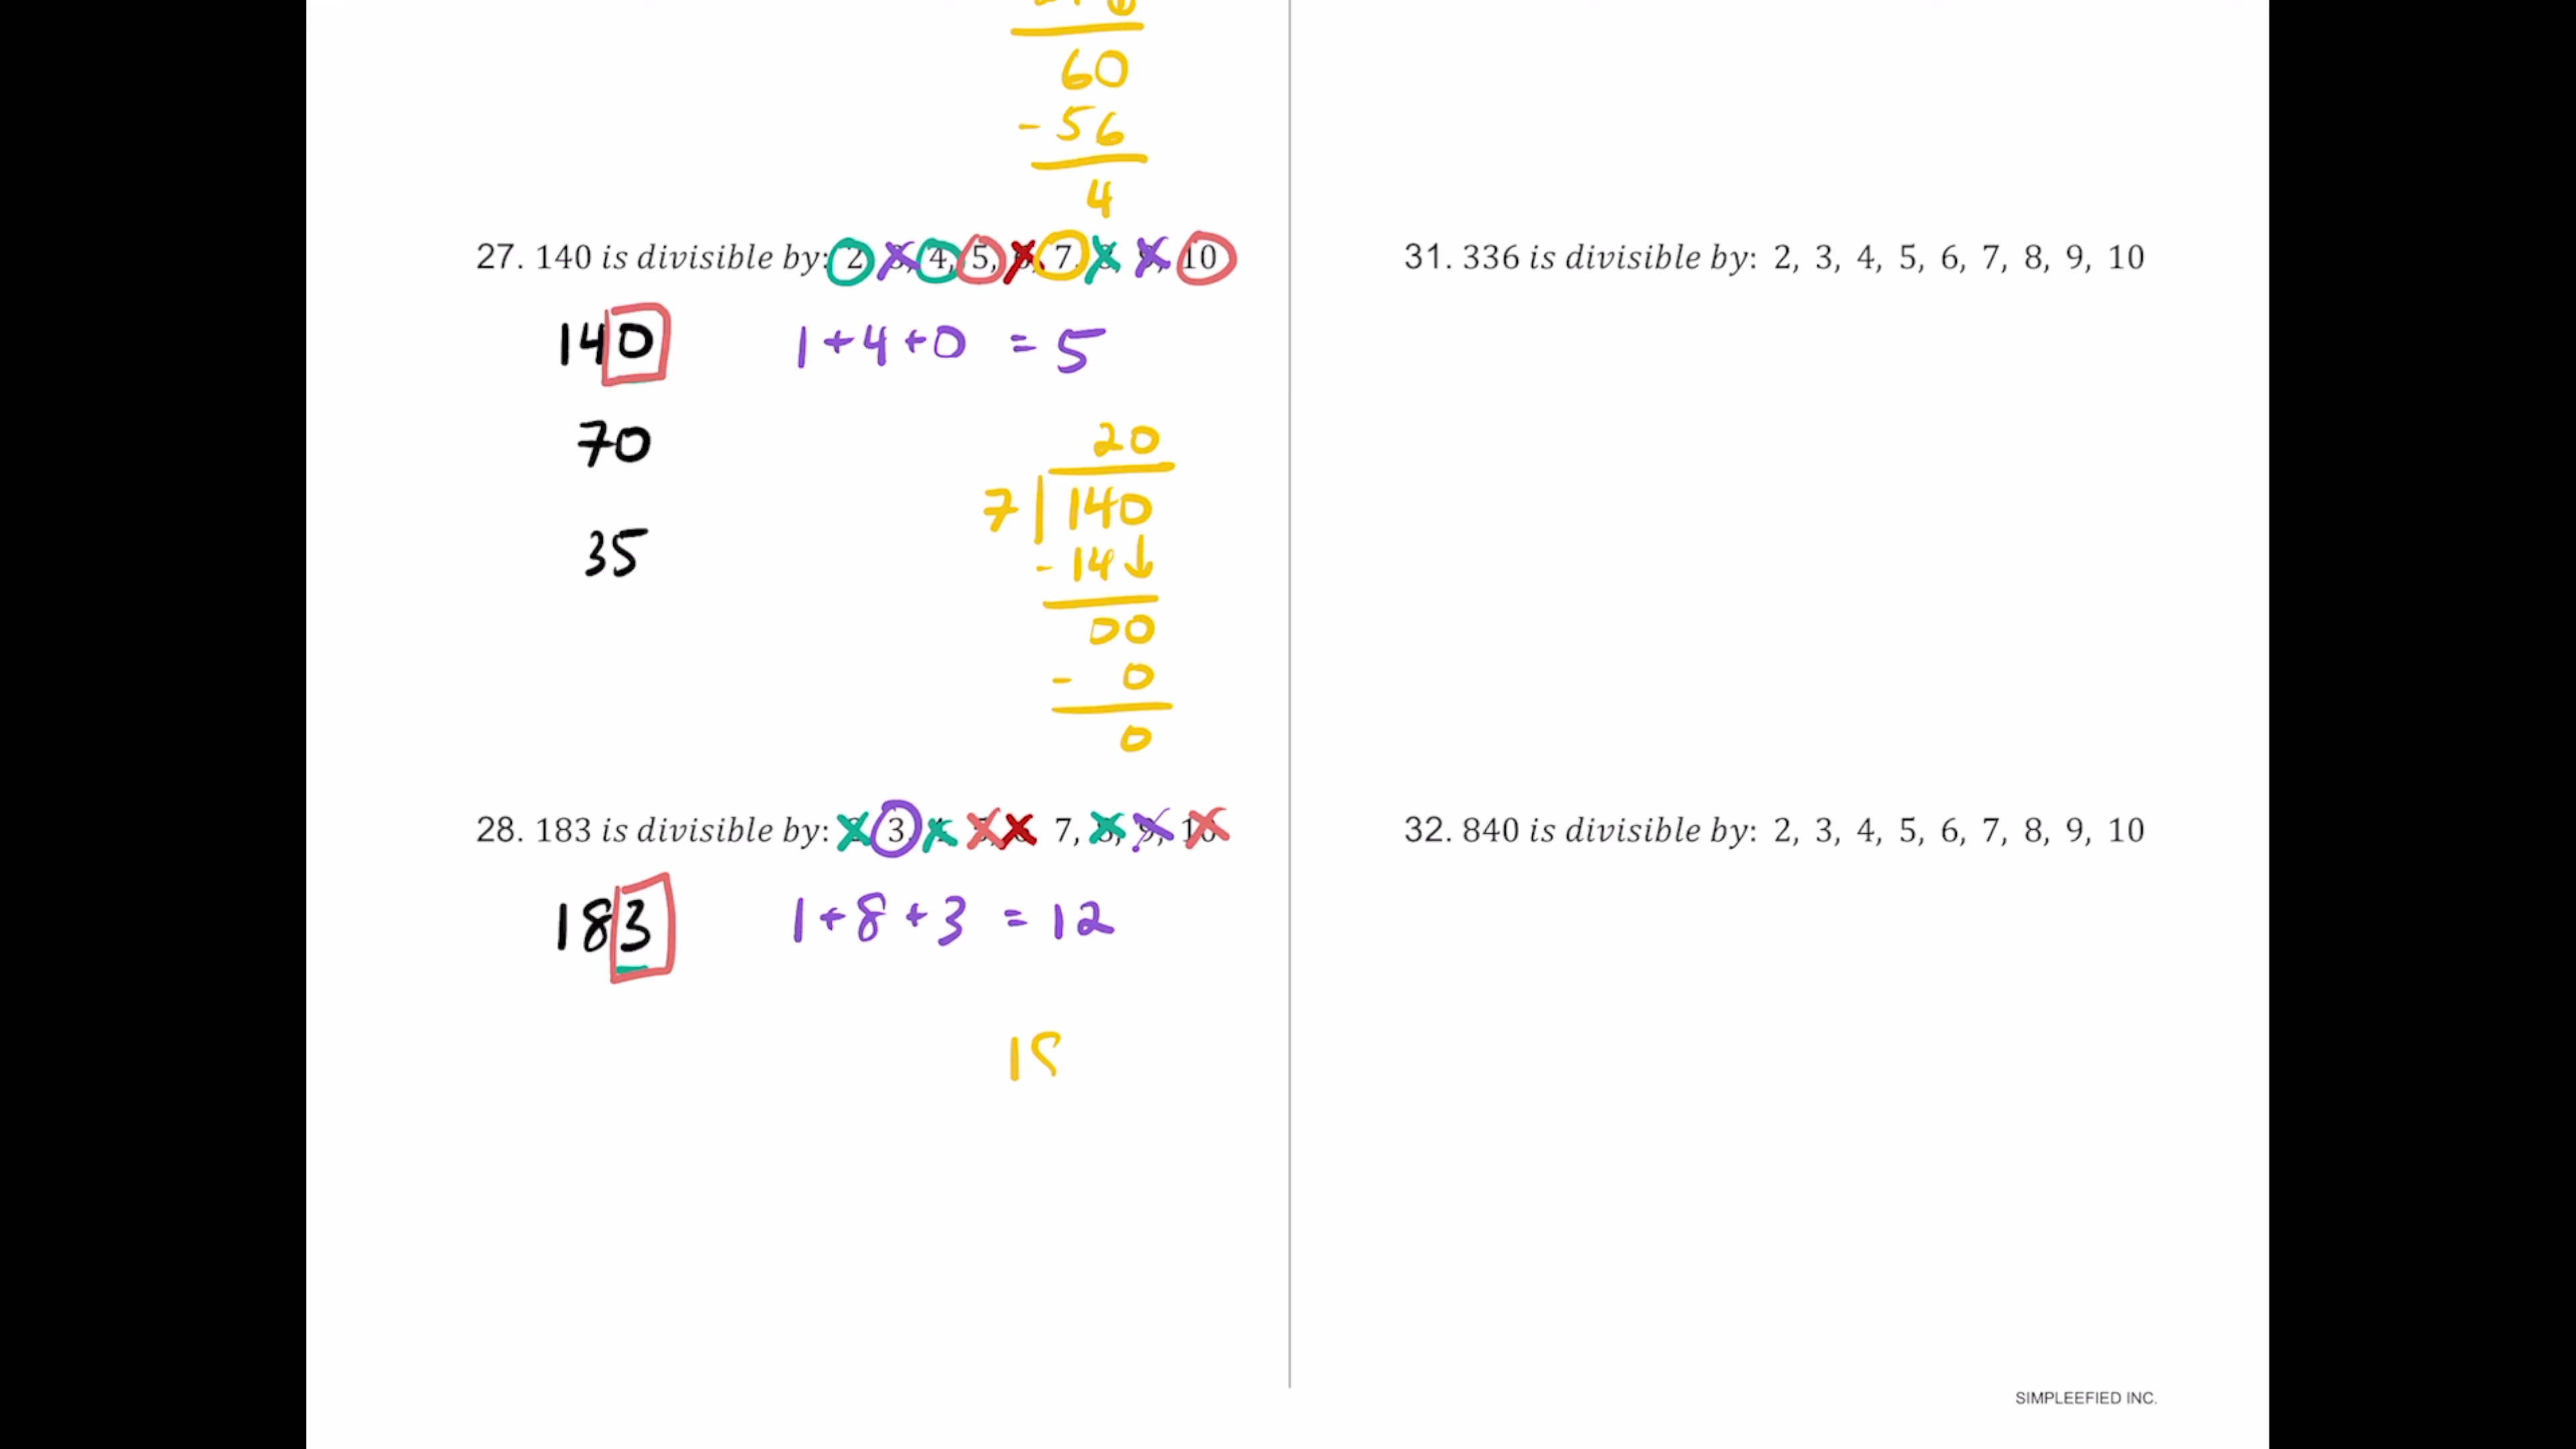 60
- 56
4
27. 140 is divisible by: 2, 3, 4, 5, 6, 7, 8, 9, 10
140
1 + 4 + 0 = 5
70
35
20
7 140
- 14 ↓
00
- 0
0
28. 183 is divisible by: 2, 3, 4, 5, 6, 7, 8, 9, 10
183
1 + 8 + 3 = 12
31. 336 is divisible by: 2, 3, 4, 5, 6, 7, 8, 9, 10
32. 840 is divisible by: 2, 3, 4, 5, 6, 7, 8, 9, 10
SIMPLEEFIED INC.